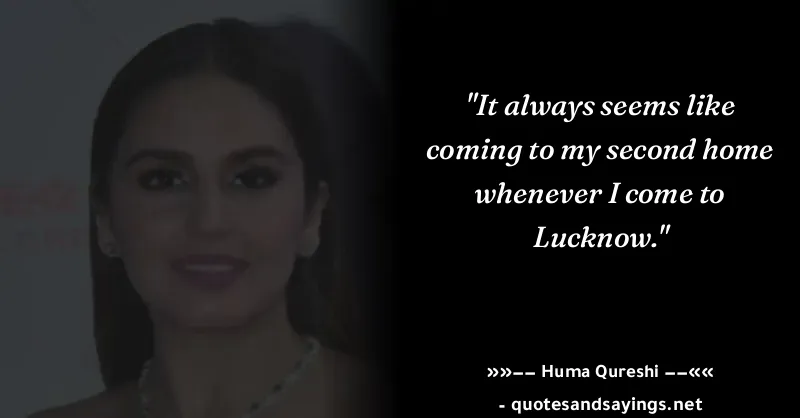 "It always seems like
coming to my second home
whenever I come to
Lucknow."
»»–– Huma Qureshi ––««
- quotesandsayings.net